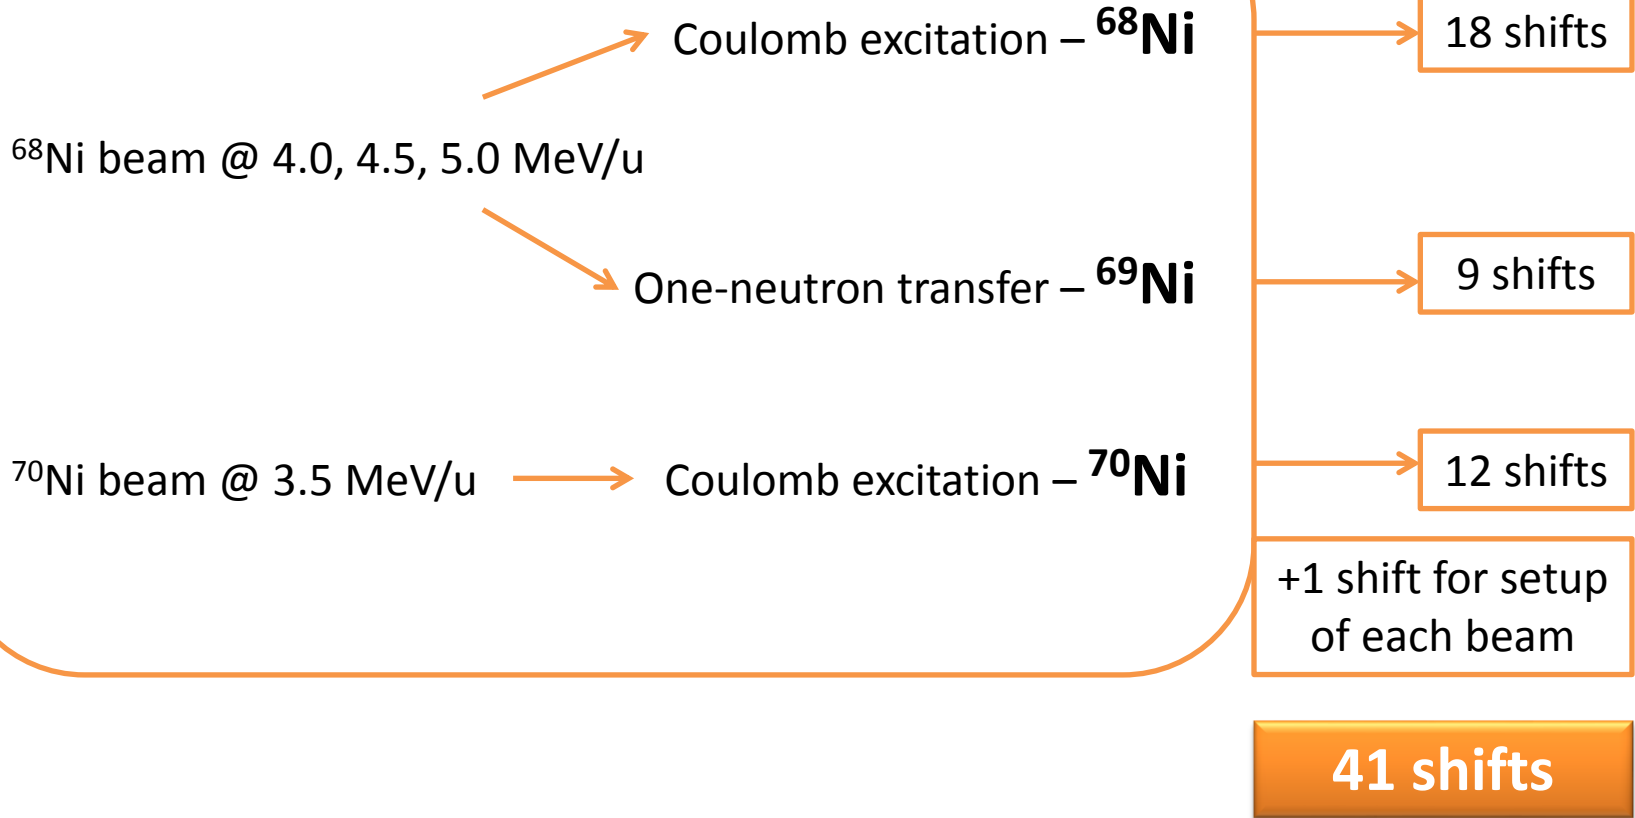 Coulomb excitation – ⁶⁸Ni
18 shifts
⁶⁸Ni beam @ 4.0, 4.5, 5.0 MeV/u
One-neutron transfer – ⁶⁹Ni
9 shifts
⁷⁰Ni beam @ 3.5 MeV/u
Coulomb excitation – ⁷⁰Ni
12 shifts
+1 shift for setup
of each beam
41 shifts